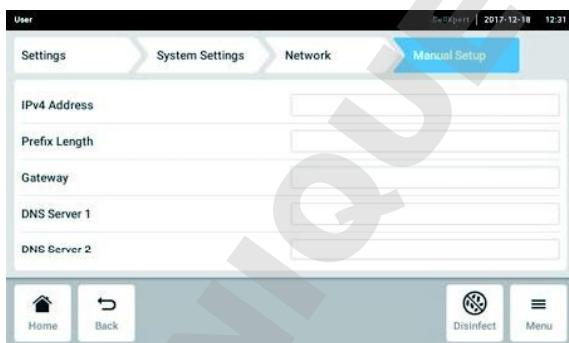 User CellXpert | 2017-12-18 12:31
Settings System Settings Network Manual Setup
IPv4 Address
Prefix Length
Gateway
DNS Server 1
DNS Server 2
Home Back Disinfect Menu